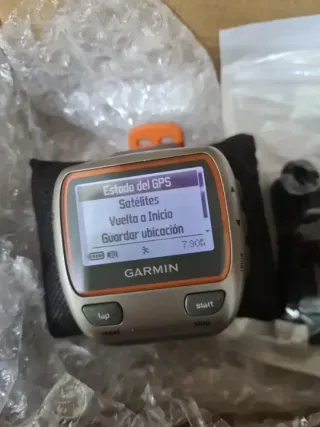 Estado del GPS
Satélites
Vuelta a Inicio
Guardar ubicación
7:30
GARMIN
lap
start